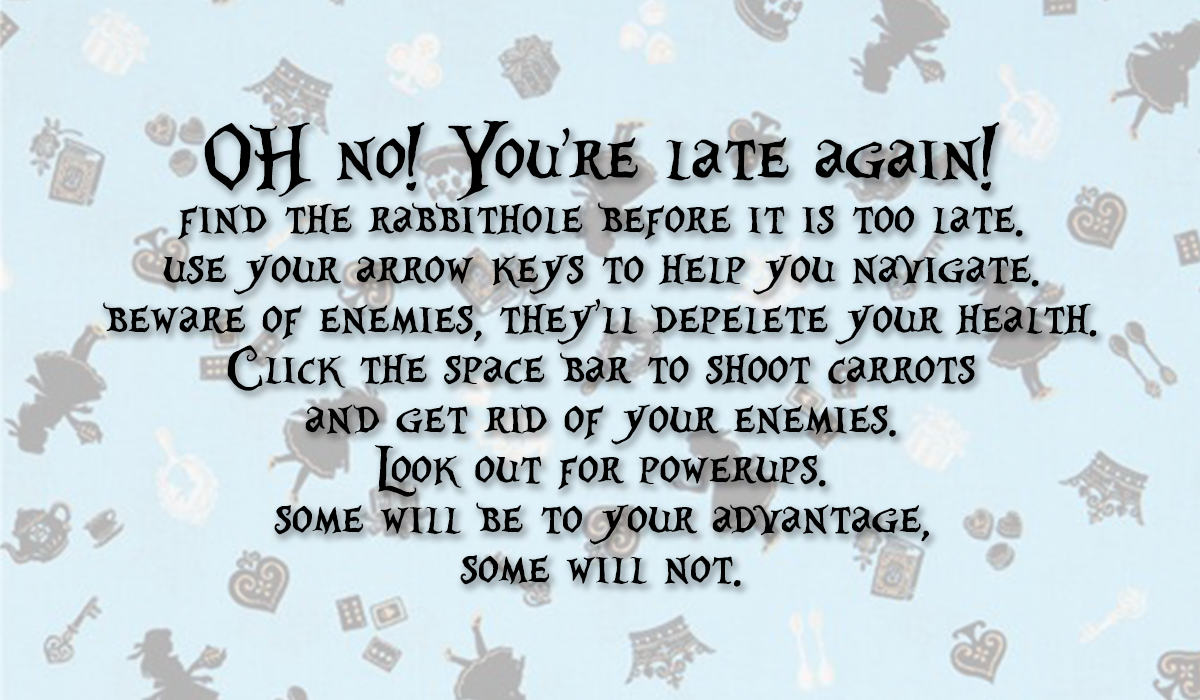 OH no! You're late again!
find the rabbithole before it is too late.
use your arrow keys to help you navigate.
beware of enemies, they'll depelete your health.
Click the space bar to shoot carrots
and get rid of your enemies.
Look out for powerups.
some will be to your advantage,
some will not.